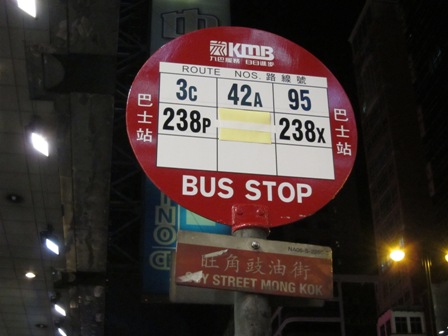 KMB
九巴服務 日日進步
ROUTE NOS. 路線號
3C 42A 95
238P 238X
巴士站
巴士站
BUS STOP
旺角豉油街
SOY STREET MONG KOK